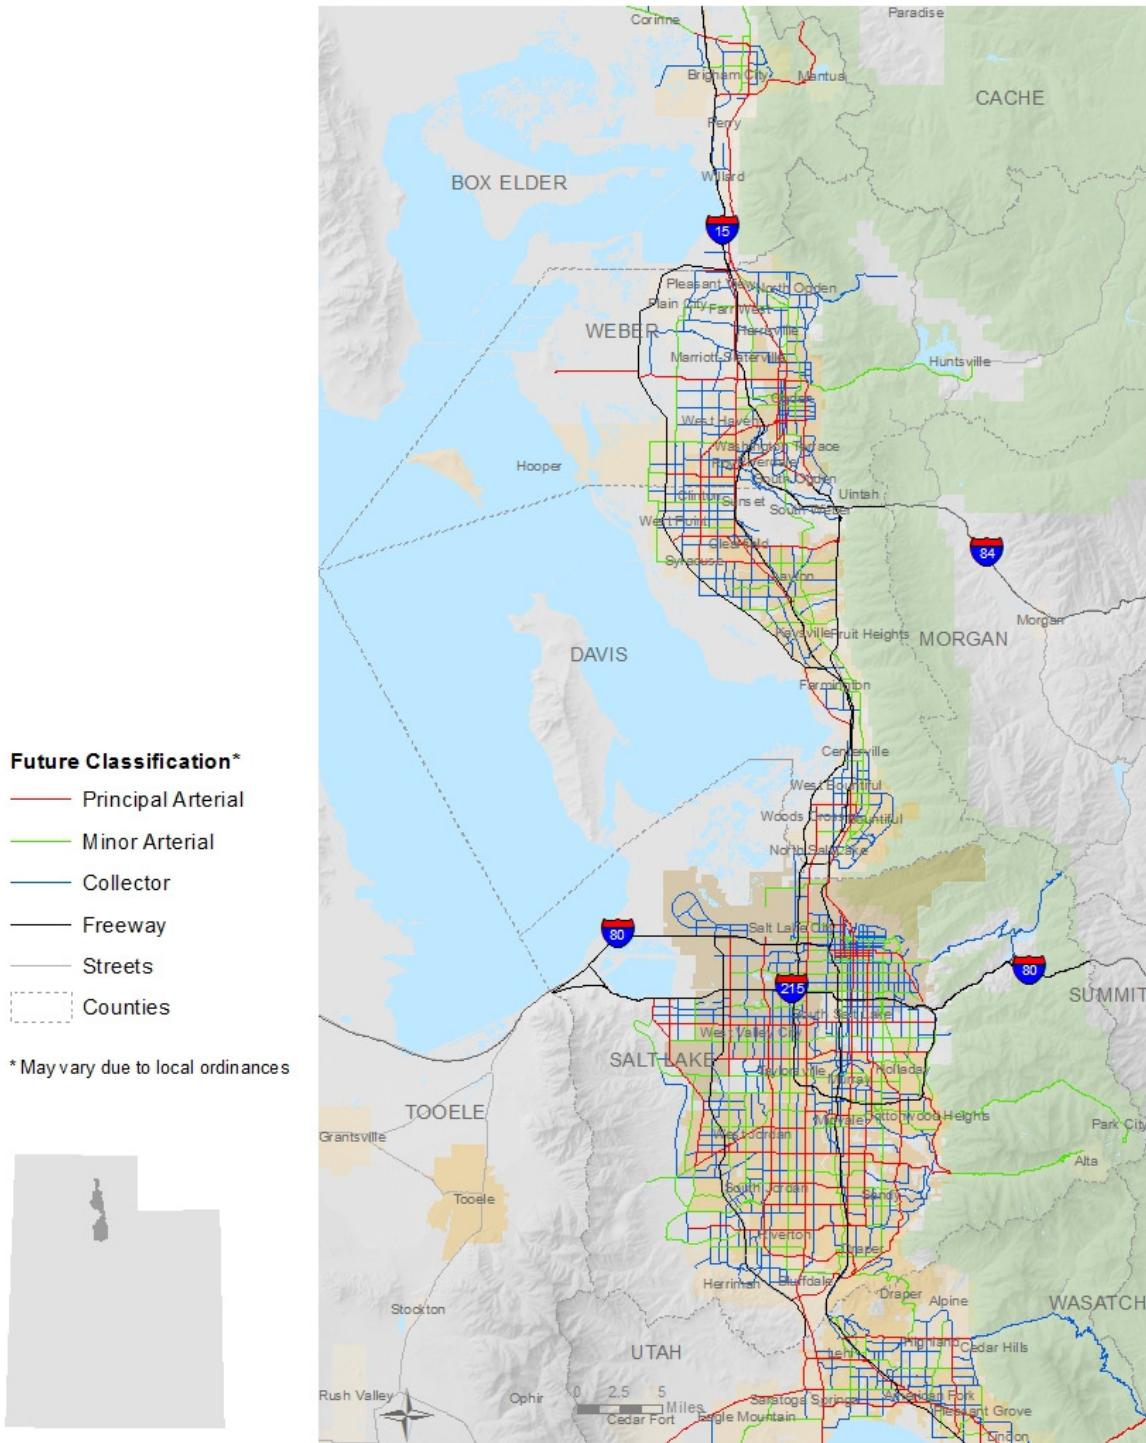 Corinne
Paradise
Brigham City
Mantua
CACHE
Perry
Willard
BOX ELDER
15
Pleasant View
North Ogden
Plain City
Farr West
WEBER
Harrisville
Marriott-Slaterville
Huntsville
Ogden
West Haven
Washington Terrace
Hooper
Roy
Riverdale
South Ogden
Clinton
Sunset
Uintah
South Weber
West Point
Clearfield
84
Syracuse
Layton
Morgan
Kaysville
Fruit Heights
MORGAN
DAVIS
Farmington
Centerville
West Bountiful
Woods Cross
Bountiful
North Salt Lake
Future Classification*
Principal Arterial
Minor Arterial
Collector
Freeway
Streets
Counties
* May vary due to local ordinances
Salt Lake City
80
80
215
SUMMIT
South Salt Lake
West Valley City
SALT LAKE
Taylorsville
Murray
Holladay
TOOELE
Midvale
Cottonwood Heights
Park City
Grantsville
West Jordan
Alta
Tooele
South Jordan
Sandy
Riverton
Draper
Herriman
Bluffdale
Draper
Alpine
WASATCH
Stockton
Highland
Cedar Hills
UTAH
Lehi
Rush Valley
Ophir
0 2.5 5
Miles
Saratoga Springs
American Fork
Cedar Fort
Eagle Mountain
Pleasant Grove
Lindon